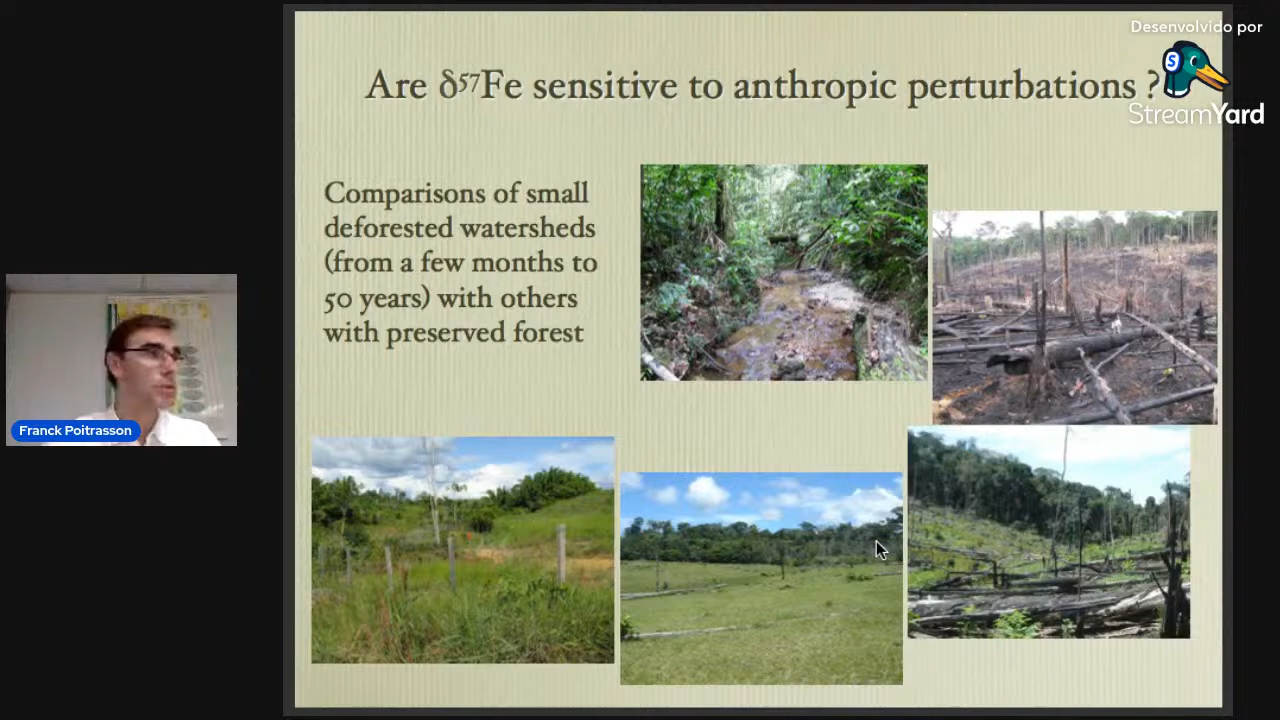 Desenvolvido por
StreamYard
Are δ⁵⁷Fe sensitive to anthropic perturbations ?
Comparisons of small
deforested watersheds
(from a few months to
50 years) with others
with preserved forest
Franck Poitrasson